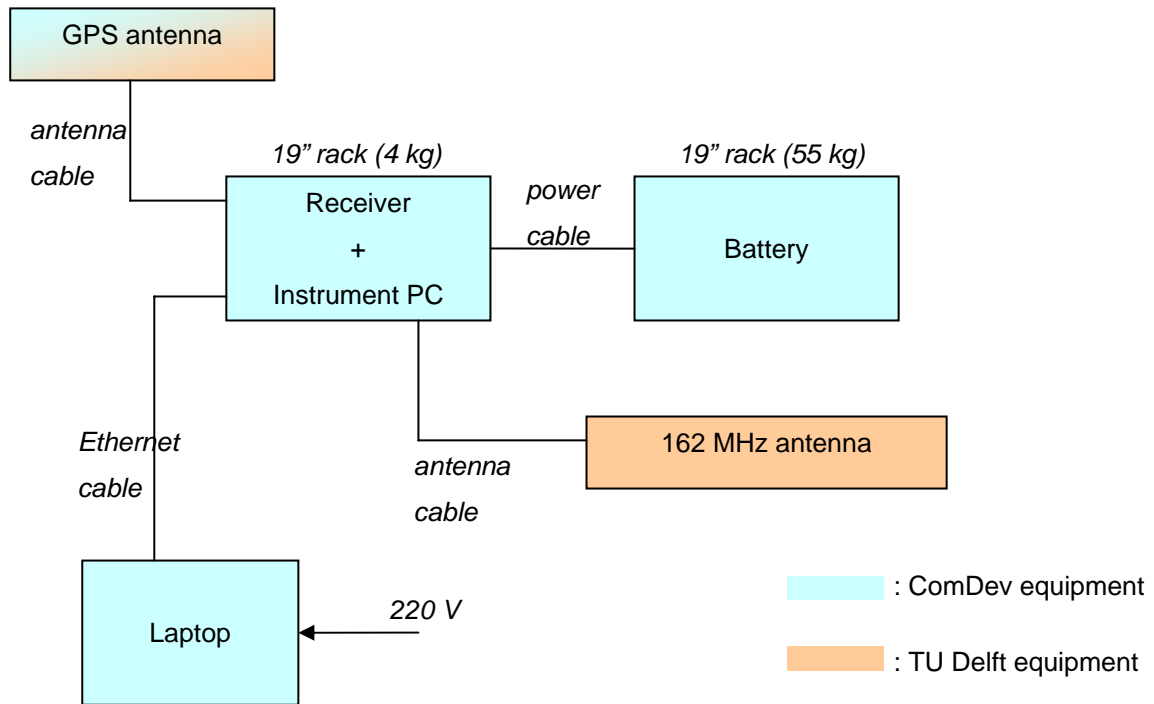 GPS antenna
antenna
cable
19” rack (4 kg)
19” rack (55 kg)
Receiver
+
Instrument PC
power
cable
Battery
Ethernet
cable
antenna
cable
162 MHz antenna
Laptop
220 V
: ComDev equipment
: TU Delft equipment